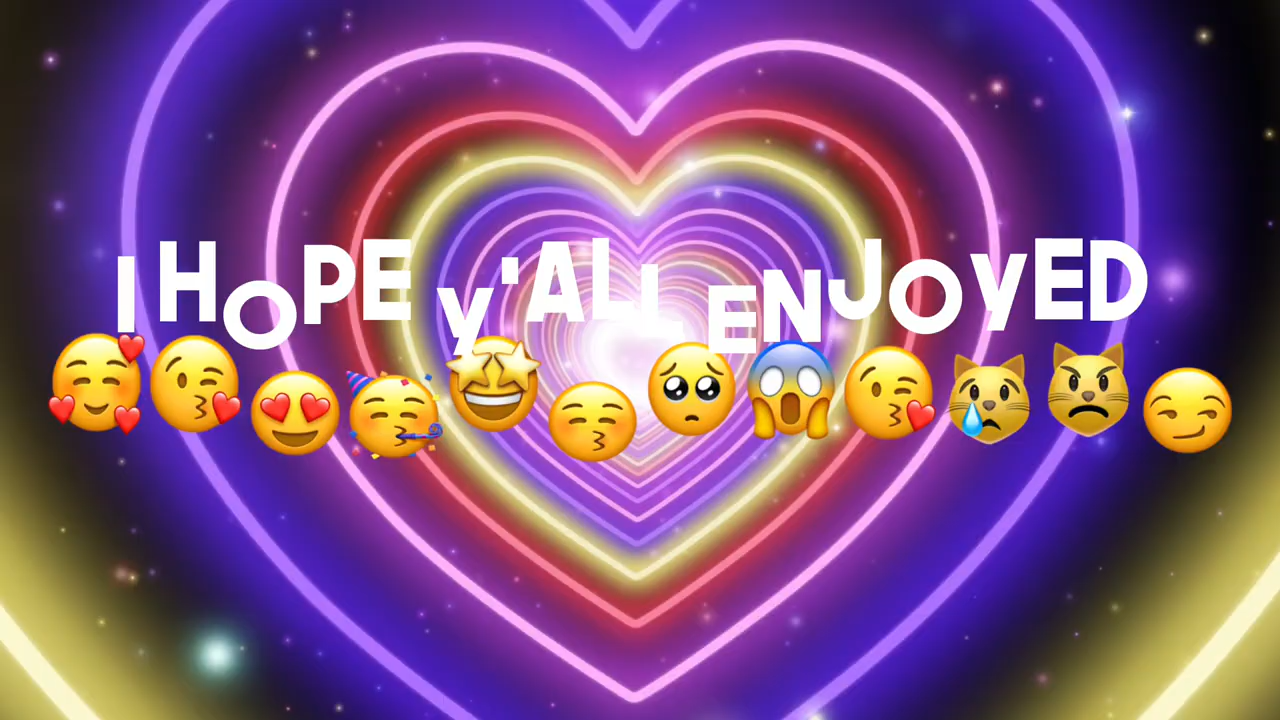 I HOPE Y'ALL ENJOYED
🥰😘😍🥳🤩😚🥺😱😘😿😾😏